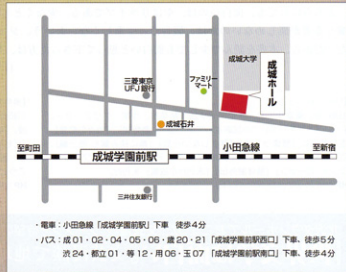 成城大学
成城ホール
三菱東京
UFJ銀行
ファミリー
マート
成城石井
至町田
成城学園前駅
小田急線
至新宿
三井住友銀行
・電車：小田急線「成城学園前駅」下車 徒歩4分
・バス：成01・02・04・05・06・歳20・21「成城学園前駅西口」下車、徒歩5分
渋24・都立01・等12・用06・玉07「成城学園前駅南口」下車、徒歩4分